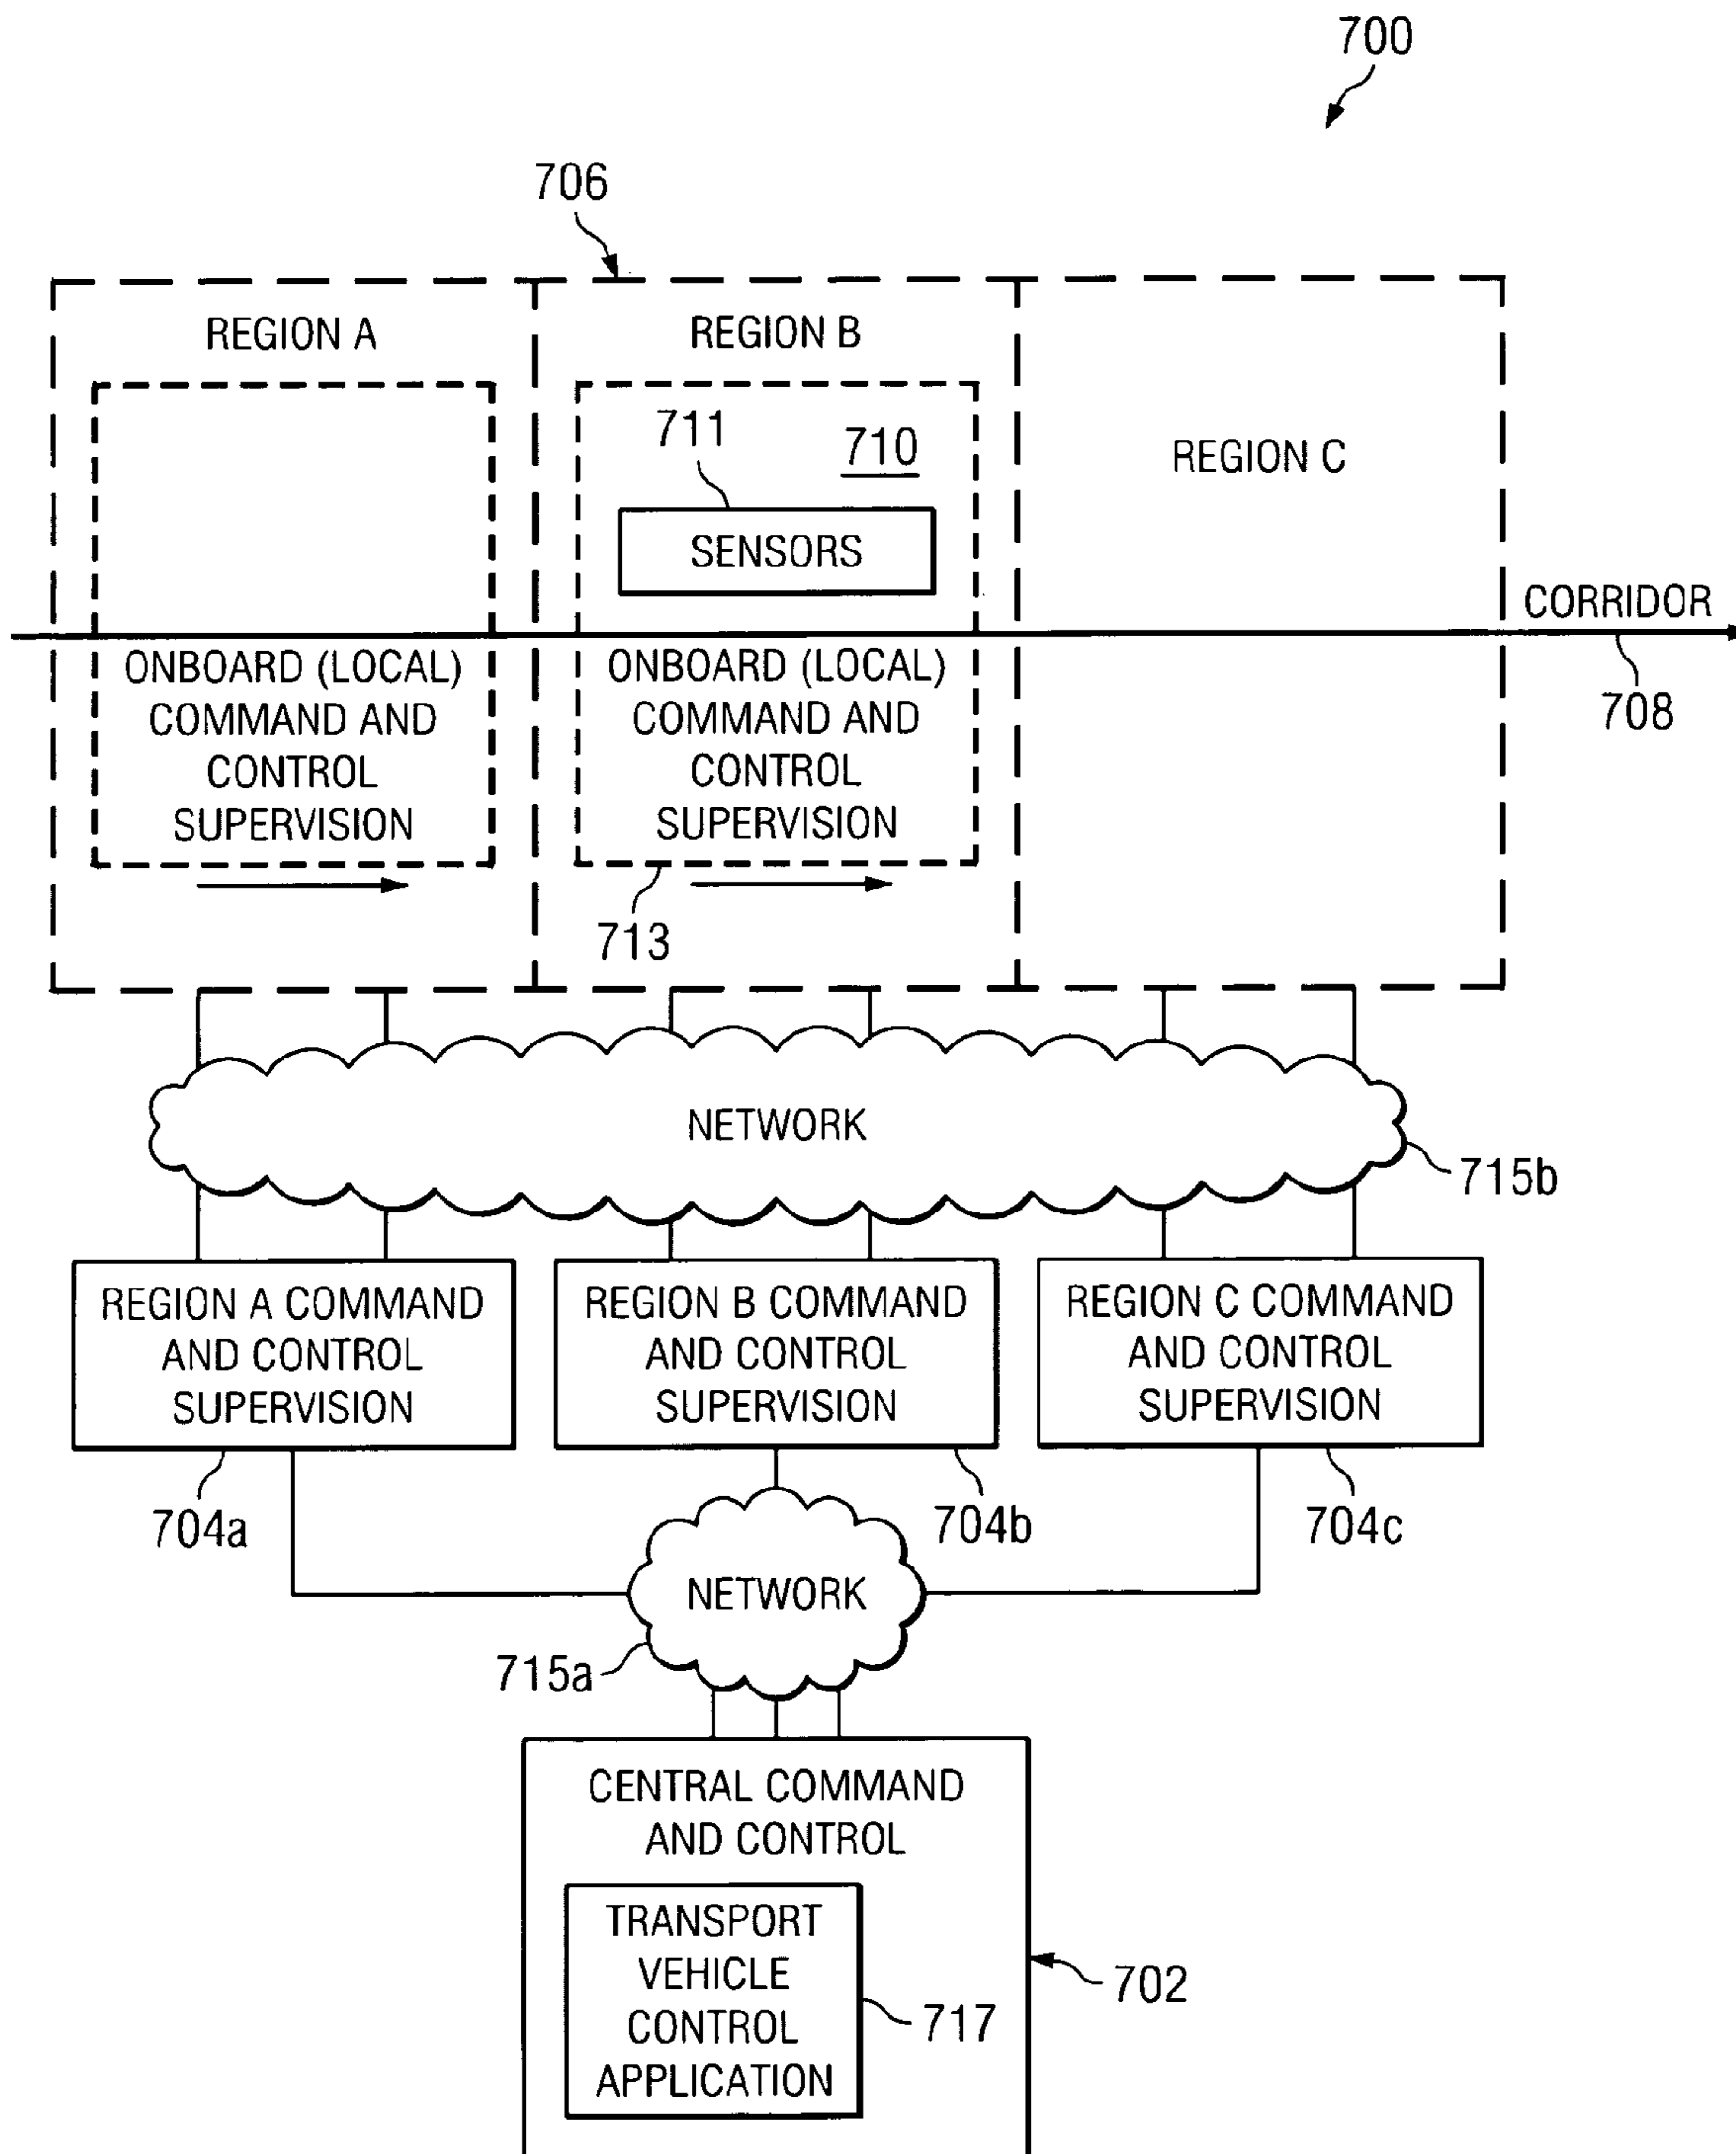 700
706
REGION A
REGION B
REGION C
711
710
SENSORS
CORRIDOR
708
ONBOARD (LOCAL)
COMMAND AND
CONTROL
SUPERVISION
ONBOARD (LOCAL)
COMMAND AND
CONTROL
SUPERVISION
713
NETWORK
715b
REGION A COMMAND
AND CONTROL
SUPERVISION
REGION B COMMAND
AND CONTROL
SUPERVISION
REGION C COMMAND
AND CONTROL
SUPERVISION
704a
704b
704c
NETWORK
715a
CENTRAL COMMAND
AND CONTROL
TRANSPORT
VEHICLE
CONTROL
APPLICATION
702
717